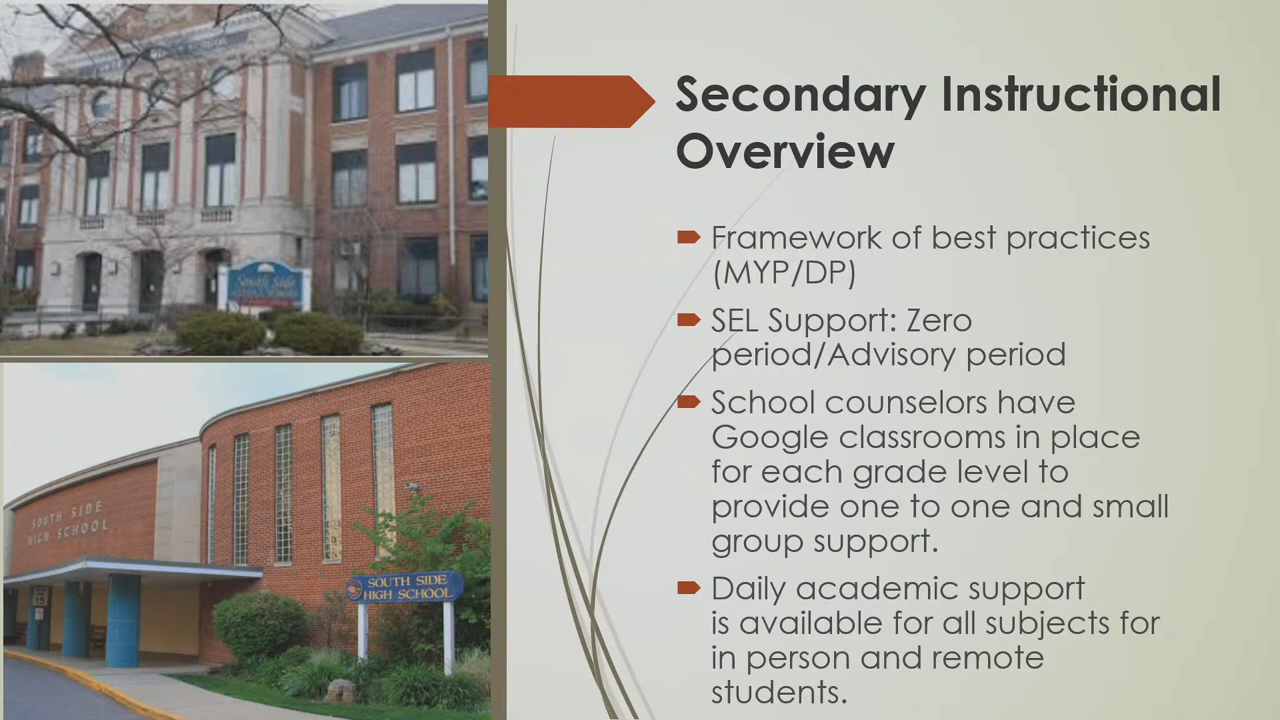 Secondary Instructional
Overview
Framework of best practices
(MYP/DP)
SEL Support: Zero
period/Advisory period
School counselors have
Google classrooms in place
for each grade level to
provide one to one and small
group support.
Daily academic support
is available for all subjects for
in person and remote
students.
South Side
SOUTH SIDE
HIGH SCHOOL
SOUTH SIDE
HIGH SCHOOL